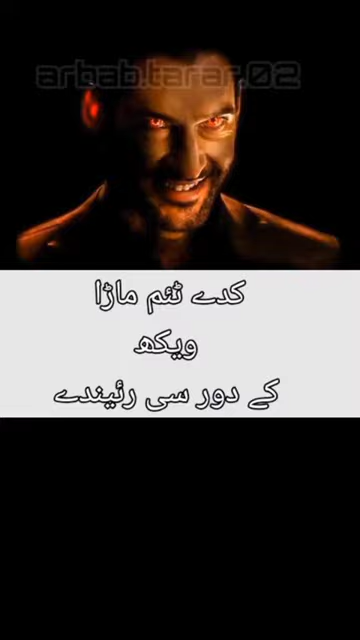 arbab.tarar.02
کدے ٹئم ماڑا
ویکھ
کے دور سی رئیندے